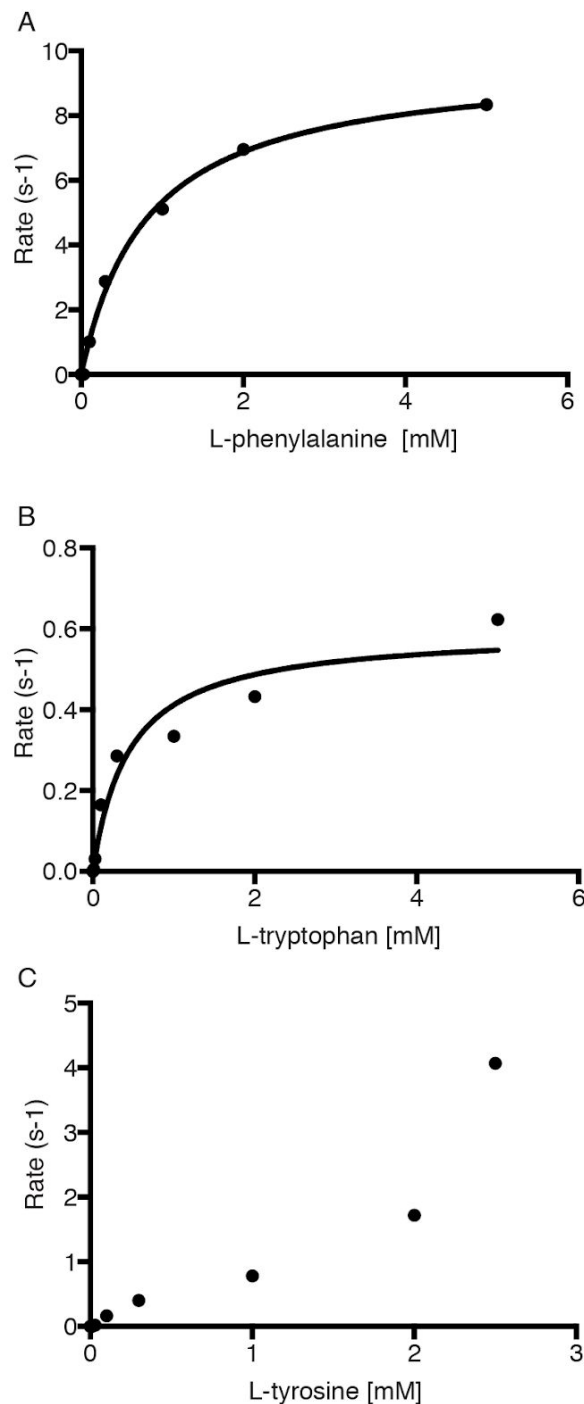 A
10
8
6
4
2
0
Rate (s-1)
0 2 4 6
L-phenylalanine [mM]
B
0.8
0.6
0.4
0.2
0.0
Rate (s-1)
0 2 4 6
L-tryptophan [mM]
C
5
4
3
2
1
0
Rate (s-1)
0 1 2 3
L-tyrosine [mM]